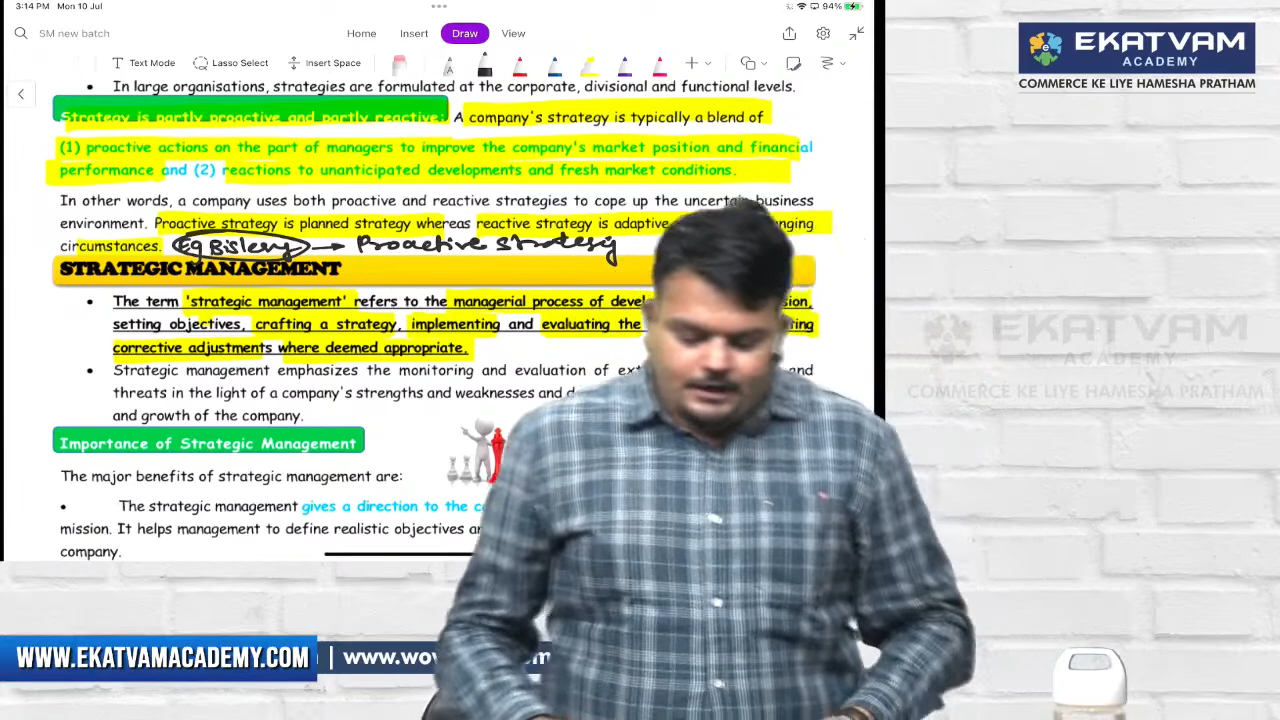 3:14 PM Mon 10 Jul
94%
SM new batch
Home Insert Draw View
Text Mode Lasso Select Insert Space
• In large organisations, strategies are formulated at the corporate, divisional and functional levels.
Strategy is partly proactive and partly reactive: A company's strategy is typically a blend of
(1) proactive actions on the part of managers to improve the company's market position and financial
performance and (2) reactions to unanticipated developments and fresh market conditions.
In other words, a company uses both proactive and reactive strategies to cope up the uncertain business
environment. Proactive strategy is planned strategy whereas reactive strategy is
circumstances. Eg Bislery → Proactive strategy
STRATEGIC MANAGEMENT
• The term 'strategic management' refers to the managerial process of
setting objectives, crafting a strategy, implementing and evaluating the
corrective adjustments where deemed appropriate.
• Strategic management emphasizes the monitoring and evaluation of and
threats in the light of a company's strengths and weaknesses and
and growth of the company.
Importance of Strategic Management
The major benefits of strategic management are:
• The strategic management gives a direction to the
mission. It helps management to define realistic objectives
company.
EKATVAM
ACADEMY
COMMERCE KE LIYE HAMESHA PRATHAM
EKATVAM
ACADEMY
COMMERCE KE LIYE HAMESHA PRATHAM
WWW.EKATVAMACADEMY.COM | www.